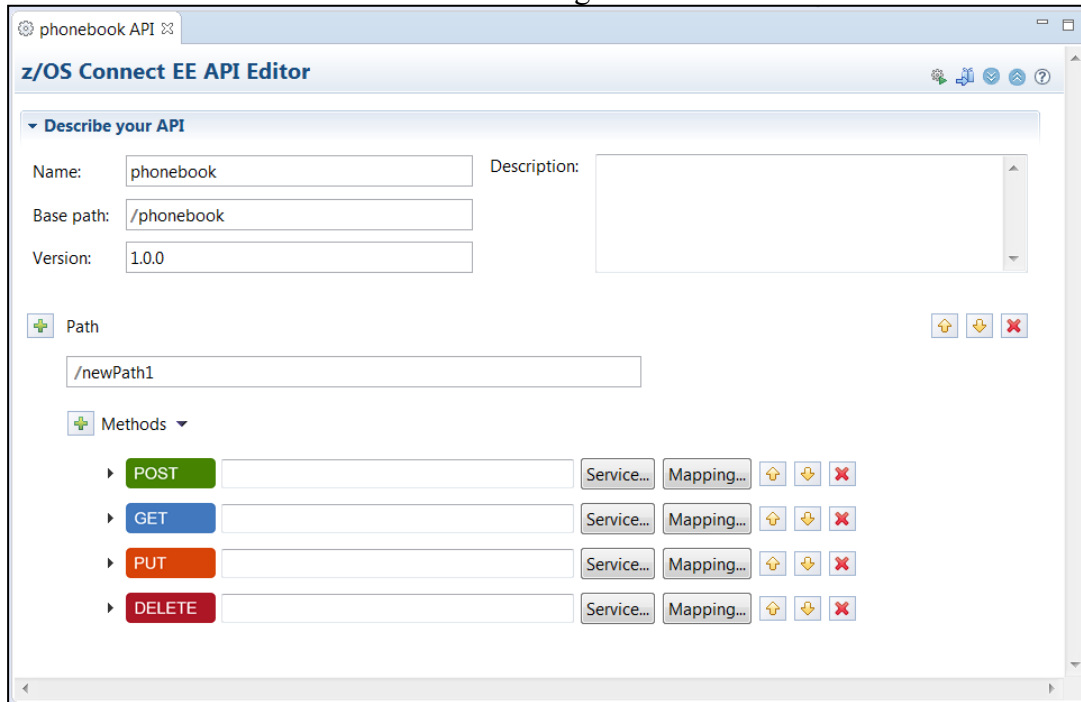 phonebook API
z/OS Connect EE API Editor
Describe your API
Name: phonebook Description:
Base path: /phonebook
Version: 1.0.0
Path
/newPath1
Methods
POST Service... Mapping...
GET Service... Mapping...
PUT Service... Mapping...
DELETE Service... Mapping...